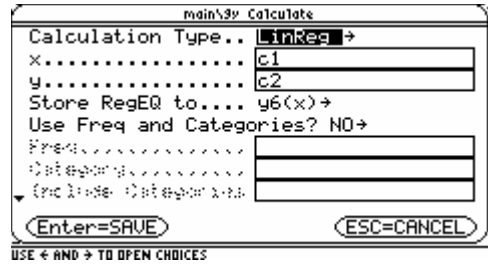 main\9y Calculate
Calculation Type.. LinReg →
x................. c1
y................. c2
Store RegEQ to.... y6(x)→
Use Freq and Categories? NO→
Freq..............
Category..........
Include Categories
Enter=SAVE ESC=CANCEL
USE ← AND → TO OPEN CHOICES